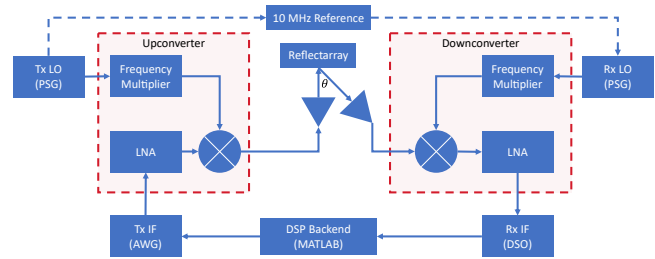 10 MHz Reference
Upconverter
Reflectarray
Downconverter
Tx LO
(PSG)
Frequency
Multiplier
θ
Frequency
Multiplier
Rx LO
(PSG)
LNA
LNA
Tx IF
(AWG)
DSP Backend
(MATLAB)
Rx IF
(DSO)